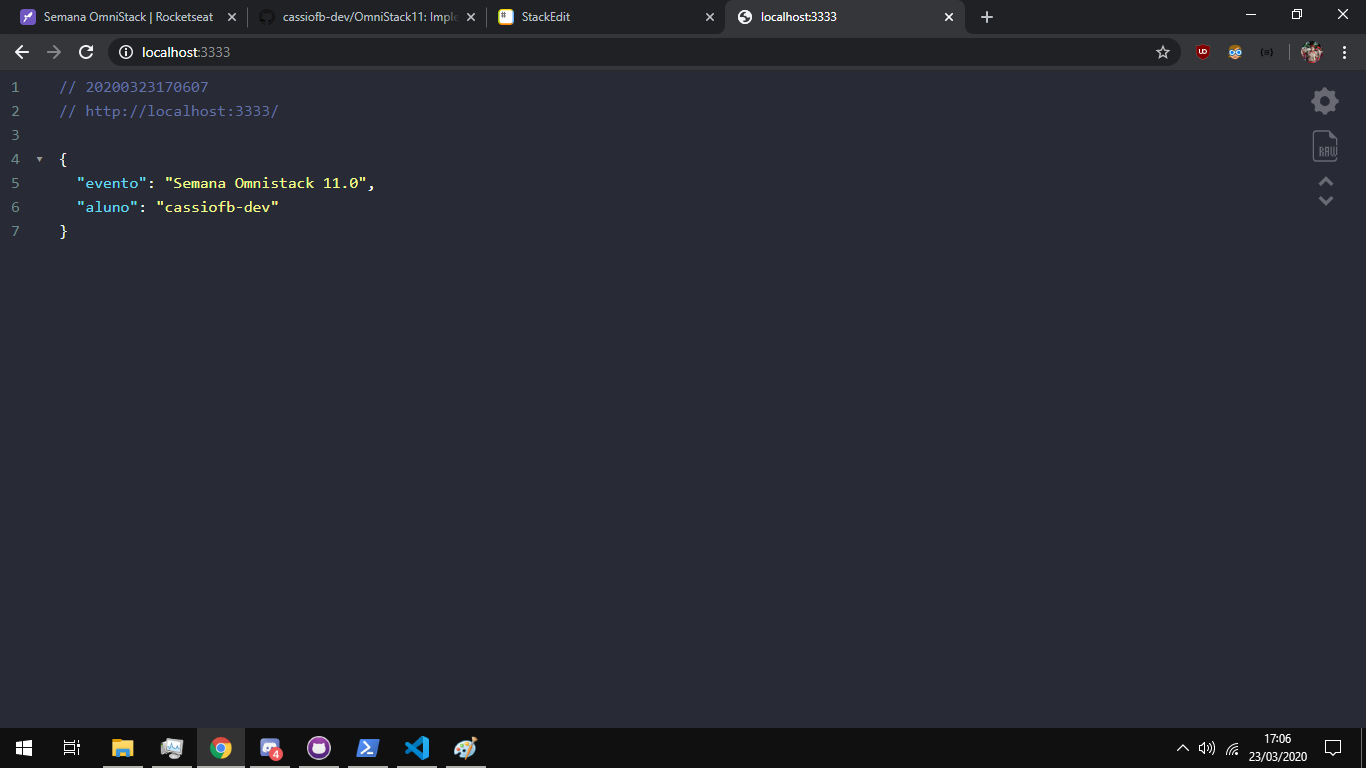 Semana OmniStack | Rocketseat
cassiofb-dev/OmniStack11: Imple
StackEdit
localhost:3333
localhost:3333
1 // 20200323170607
2 // http://localhost:3333/
3
4 {
5 "evento": "Semana Omnistack 11.0",
6 "aluno": "cassiofb-dev"
7 }
RAW
4
17:06
23/03/2020